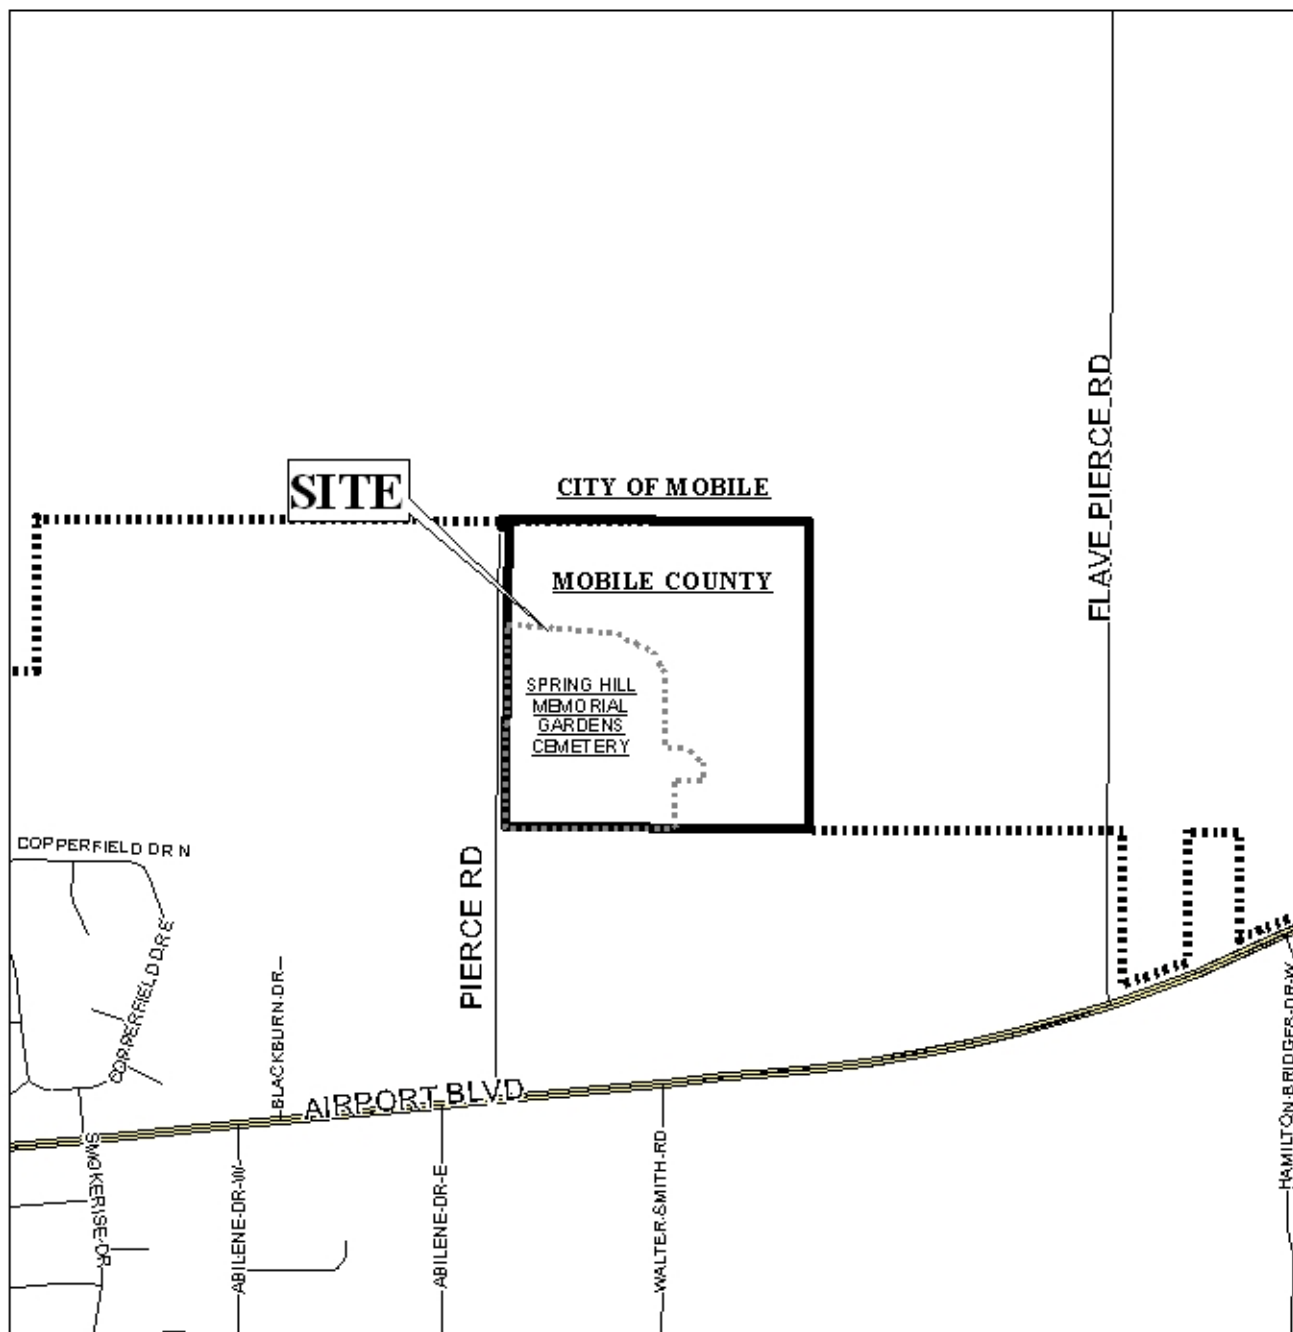 FLAVE PIERCE RD
SITE
CITY OF MOBILE
MOBILE COUNTY
SPRING HILL
MEMORIAL
GARDENS
CEMETERY
COPPERFIELD DR N
PIERCE RD
COPPERFIELD DR E
BLACKBURN DR
AIRPORT BLVD
HAMILTON BRIDGES DR W
SMOKERISE DR
ABILENE DR W
ABILENE DR E
WALTER SMITH RD